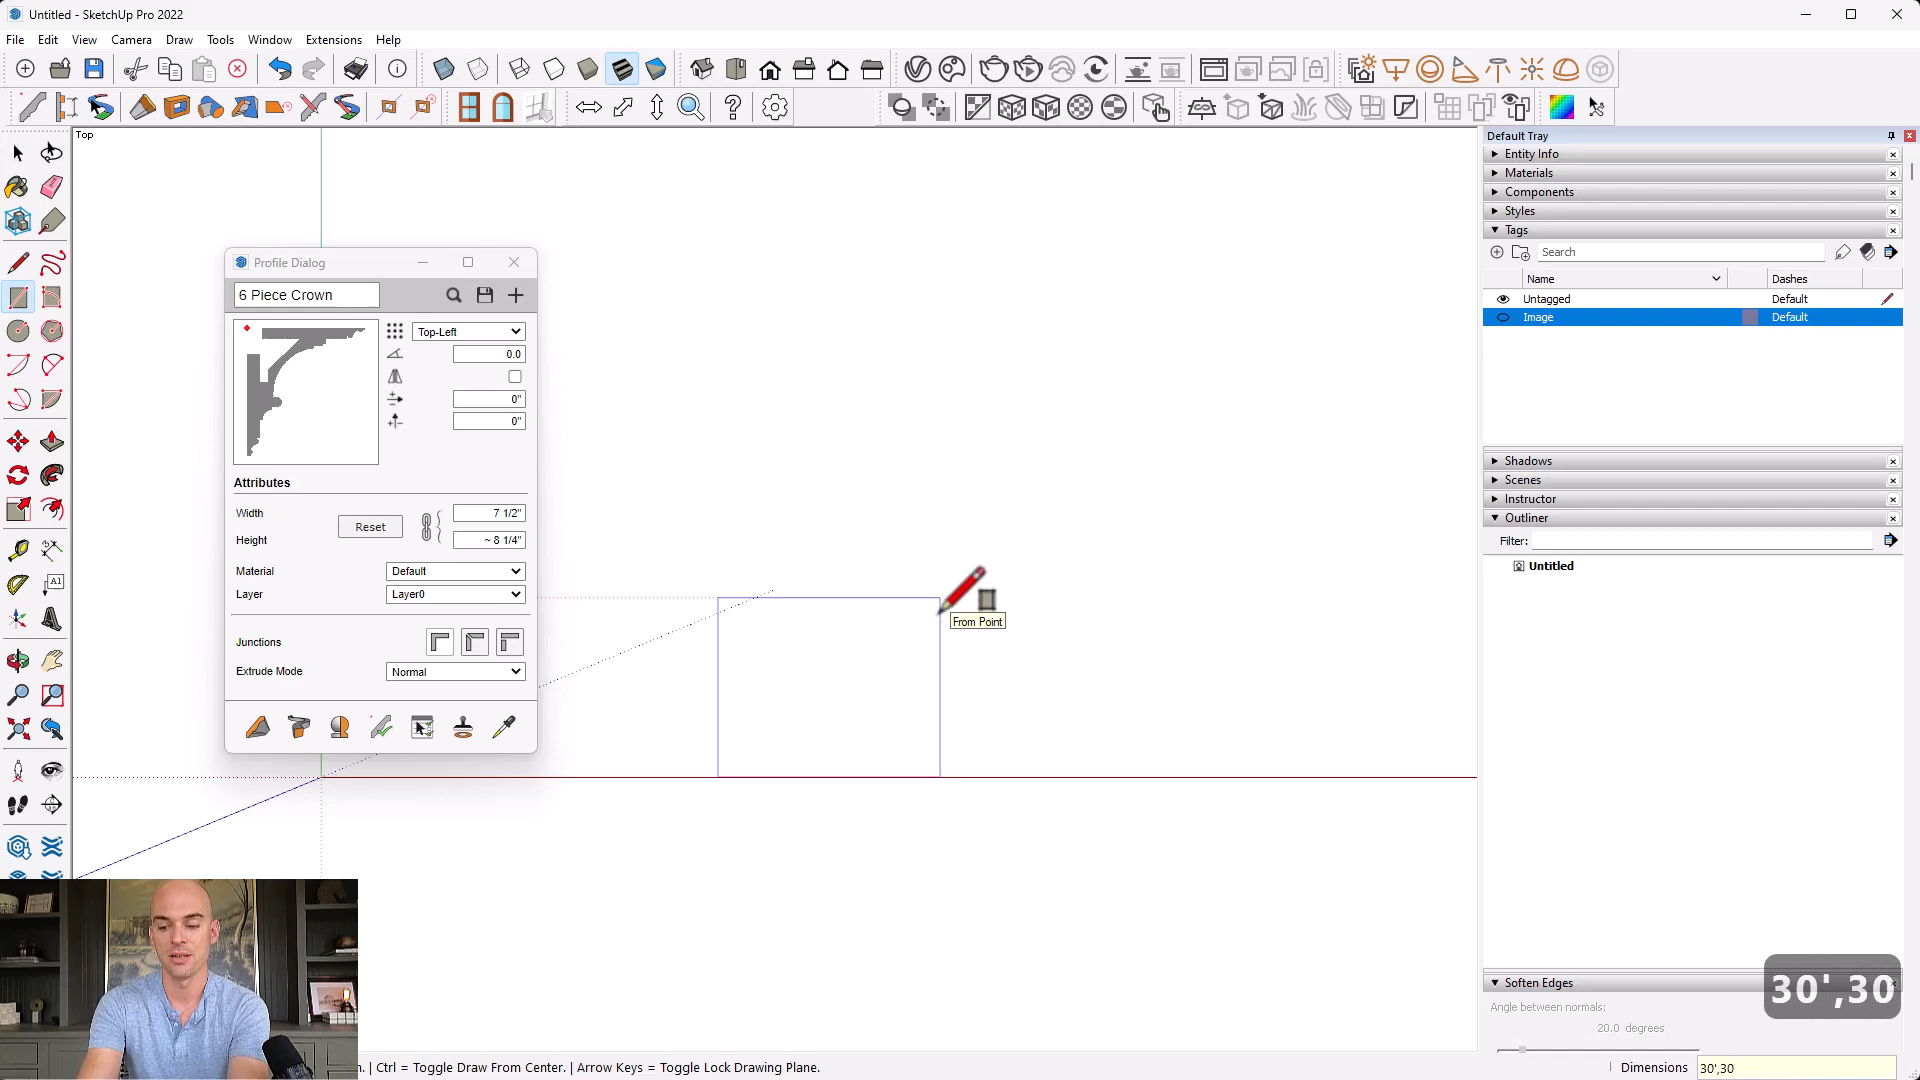 Untitled - SketchUp Pro 2022
File Edit View Camera Draw Tools Window Extensions Help
Top
Default Tray
Entity Info
Materials
Components
Styles
Tags
Search
Name Dashes
Untagged Default
Image Default
Shadows
Scenes
Instructor
Outliner
Filter:
Untitled
Soften Edges
Angle between normals:
20.0 degrees
Profile Dialog
6 Piece Crown
Top-Left
0.0
0"
0"
Attributes
Width 7 1/2"
Reset
Height ~ 8 1/4"
Material Default
Layer Layer0
Junctions
Extrude Mode Normal
From Point
A1
30',30
| Ctrl = Toggle Draw From Center. | Arrow Keys = Toggle Lock Drawing Plane.
Dimensions 30',30